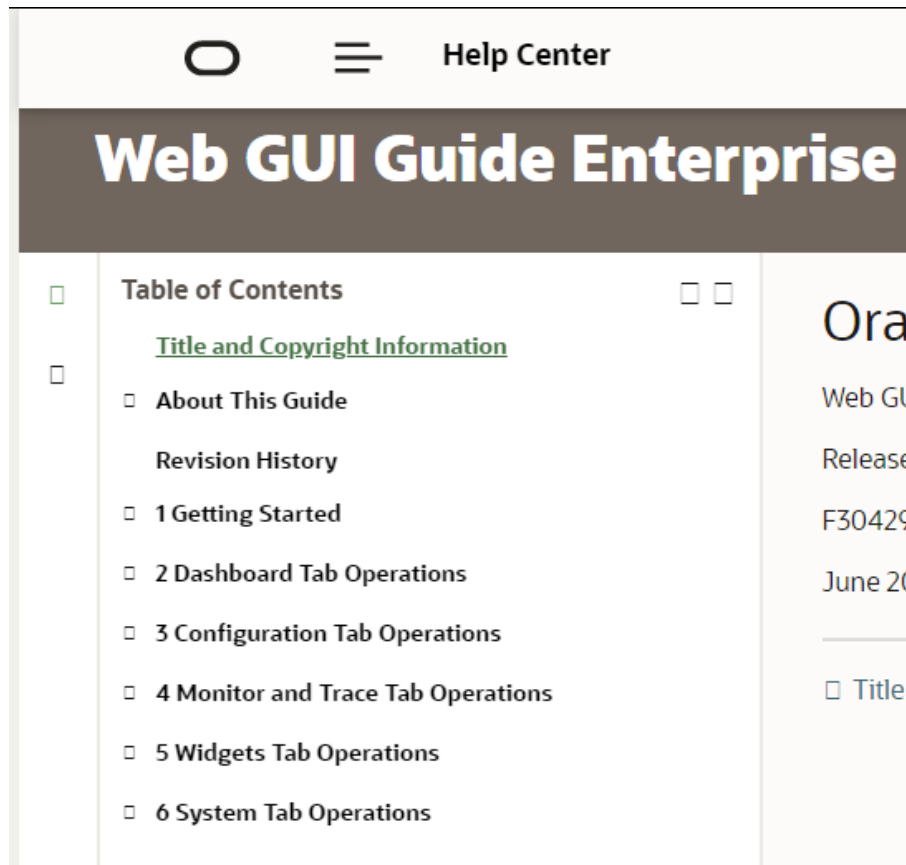 Help Center
Web GUI Guide Enterprise
Table of Contents
Title and Copyright Information
About This Guide
Revision History
1 Getting Started
2 Dashboard Tab Operations
3 Configuration Tab Operations
4 Monitor and Trace Tab Operations
5 Widgets Tab Operations
6 System Tab Operations
Ora
Web GU
Release
F30429
June 20
Title